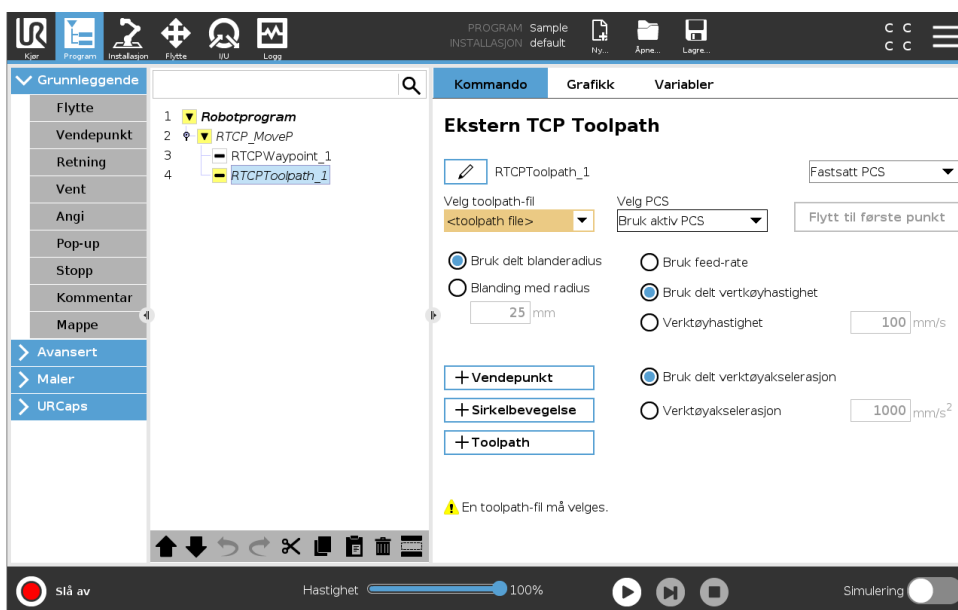 UR
PROGRAM Sample
INSTALLASJON default
Kjør
Program
Installasjon
Flytte
I/U
Logg
Ny...
Åpne...
Lagre...
C C
C C
Grunnleggende
Flytte
Vendepunkt
Retning
Vent
Angi
Pop-up
Stopp
Kommentar
Mappe
Avansert
Maler
URCaps
1 Robotprogram
2 RTCP_MoveP
3 RTCPWaypoint_1
4 RTCPToolpath_1
Kommando Grafikk Variabler
Ekstern TCP Toolpath
RTCPToolpath_1
Fastsatt PCS
Velg toolpath-fil
<toolpath file>
Velg PCS
Bruk aktiv PCS
Flytt til første punkt
Bruk delt blanderadius
Blanding med radius
25 mm
Bruk feed-rate
Bruk delt vertkøyhastighet
Verktøyhastighet 100 mm/s
+ Vendepunkt
+ Sirkelbevegelse
+ Toolpath
Bruk delt verktøyakselerasjon
Verktøyakselerasjon 1000 mm/s²
En toolpath-fil må velges.
Slå av
Hastighet 100%
Simulering